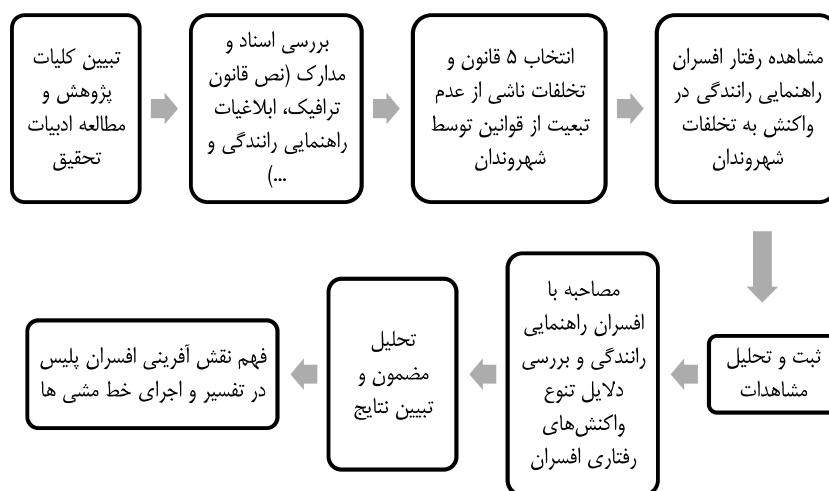 تبیین کلیات
پژوهش و
مطالعه ادبیات
تحقیق
بررسی اسناد و
مدارک (نص قانون
ترافیک، ابلاغیات
راهنمایی رانندگی و
...)
انتخاب ۵ قانون و
تخلفات ناشی از عدم
تبعیت از قوانین توسط
شهروندان
مشاهده رفتار افسران
راهنمایی رانندگی در
واکنش به تخلفات
شهروندان
ثبت و تحلیل
مشاهدات
مصاحبه با
افسران راهنمایی
رانندگی و بررسی
دلایل تنوع
واکنش‌های
رفتاری افسران
تحلیل
مضمون و
تبیین نتایج
فهم نقش آفرینی افسران پلیس
در تفسیر و اجرای خط مشی ها